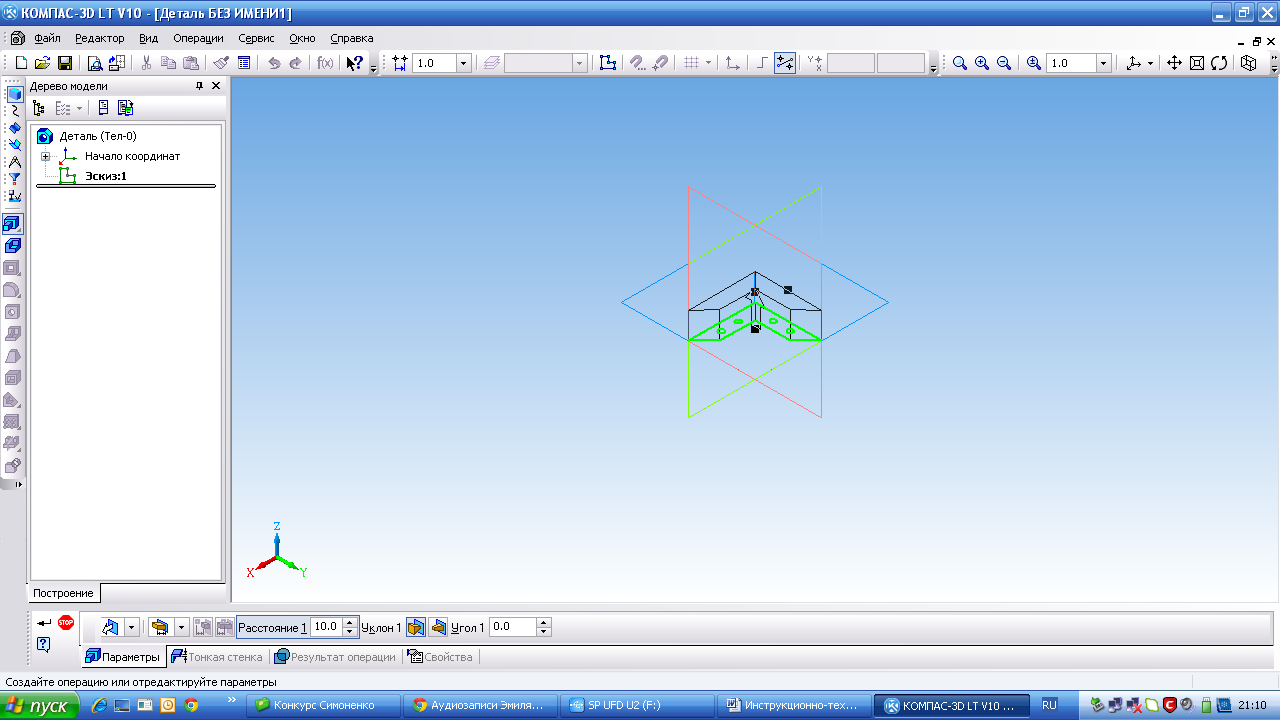 КОМПАС-3D LT V10 - [Деталь БЕЗ ИМЕНИ1]
Файл Редактор Вид Операции Сервис Окно Справка
1.0 f(x) 1.0
Дерево модели
Деталь (Тел-0)
Начало координат
Эскиз:1
Z
X Y
Построение
STOP Расстояние 1 10.0 Уклон 1 Угол 1 0.0
Параметры Тонкая стенка Результат операции Свойства
Создайте операцию или отредактируйте параметры
пуск Конкурс Симоненко Аудиозаписи Эмиля... SP UFD U2 (F:) Инструкционно-тех... КОМПАС-3D LT V10 ... RU 21:10